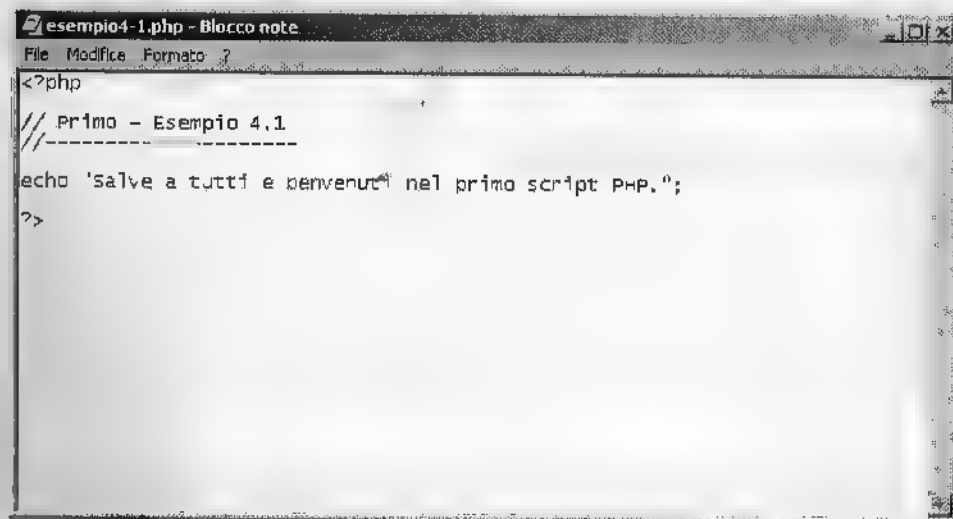 esempio4-1.php - Blocco note
File Modifica Formato ?
<?php
// Primo - Esempio 4.1
//-----------------------
echo "Salve a tutti e benvenuti nel primo script PHP.";
?>